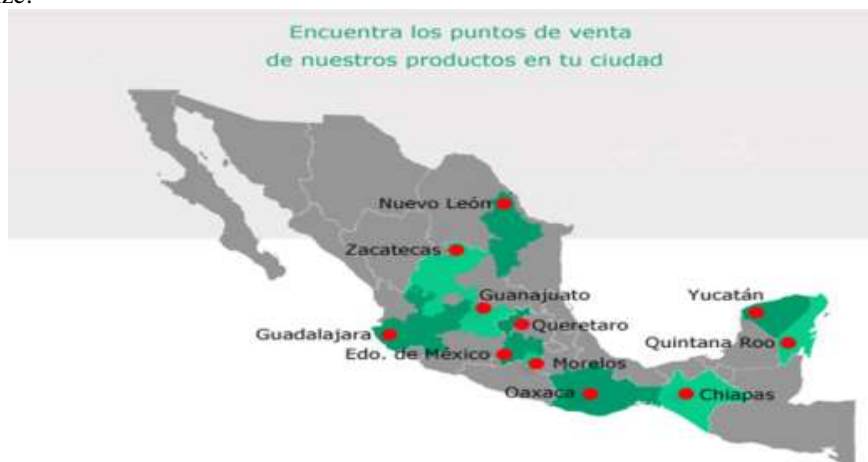 ize.
Encuentra los puntos de venta
de nuestros productos en tu ciudad
Nuevo León
Zacatecas
Guanajuato
Yucatán
Guadalajara
Queretaro
Quintana Roo
Edo. de México
Morelos
Oaxaca
Chiapas